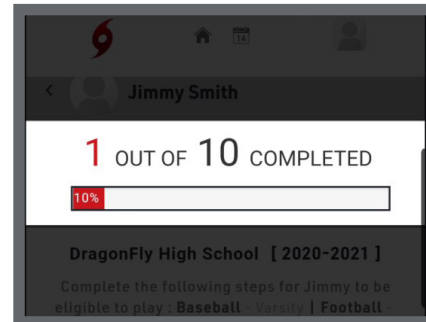 14
< Jimmy Smith
1 OUT OF 10 COMPLETED
10%
DragonFly High School [ 2020-2021 ]
Complete the following steps for Jimmy to be
eligible to play : Baseball - Varsity | Football -